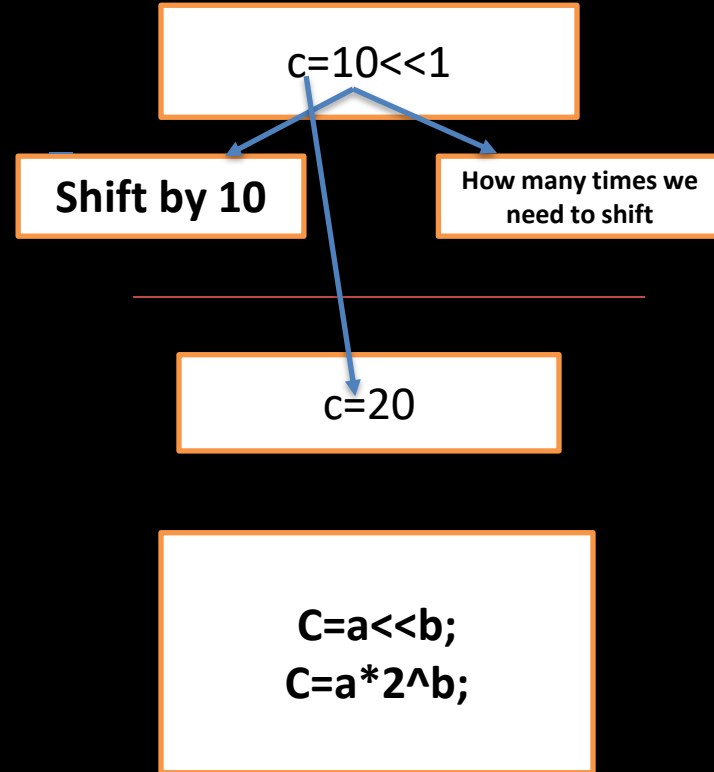 c=10<<1
Shift by 10
How many times we
need to shift
c=20
C=a<<b;
C=a*2^b;